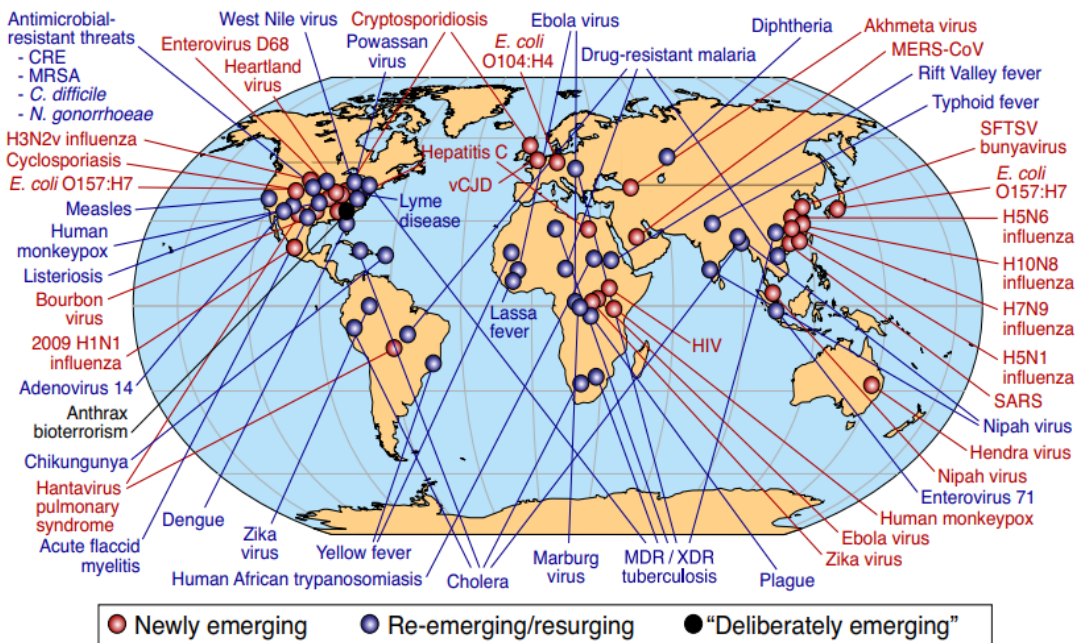 Antimicrobial-
resistant threats
- CRE
- MRSA
- C. difficile
- N. gonorrhoeae
West Nile virus
Enterovirus D68
Heartland
virus
Powassan
virus
Cryptosporidiosis
E. coli
O104:H4
Ebola virus
Drug-resistant malaria
Diphtheria
Akhmeta virus
MERS-CoV
Rift Valley fever
Typhoid fever
SFTSV
bunyavirus
E. coli
O157:H7
H5N6
influenza
H10N8
influenza
H7N9
influenza
H5N1
influenza
SARS
Nipah virus
Hendra virus
Nipah virus
Enterovirus 71
Human monkeypox
Ebola virus
Zika virus
H3N2v influenza
Cyclosporiasis
E. coli O157:H7
Measles
Human
monkeypox
Listeriosis
Bourbon
virus
2009 H1N1
influenza
Adenovirus 14
Anthrax
bioterrorism
Chikungunya
Hantavirus
pulmonary
syndrome
Acute flaccid
myelitis
Hepatitis C
vCJD
Lyme
disease
Lassa
fever
HIV
Dengue
Zika
virus
Yellow fever
Human African trypanosomiasis
Cholera
Marburg
virus
MDR / XDR
tuberculosis
Plague
Newly emerging
Re-emerging/resurging
“Deliberately emerging”